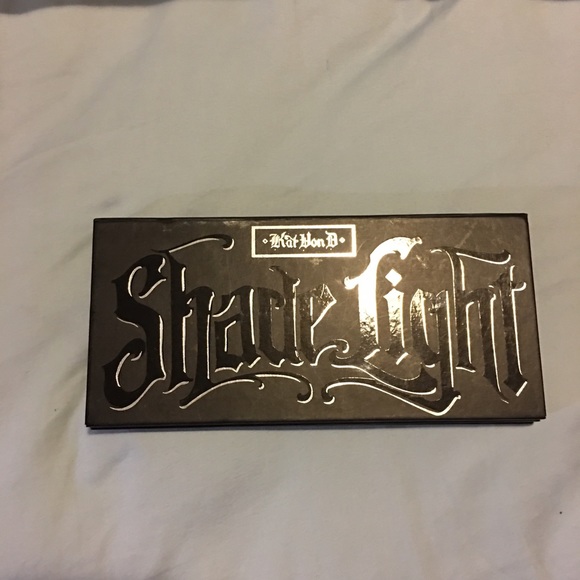 • Kat Von D •
Shade Light